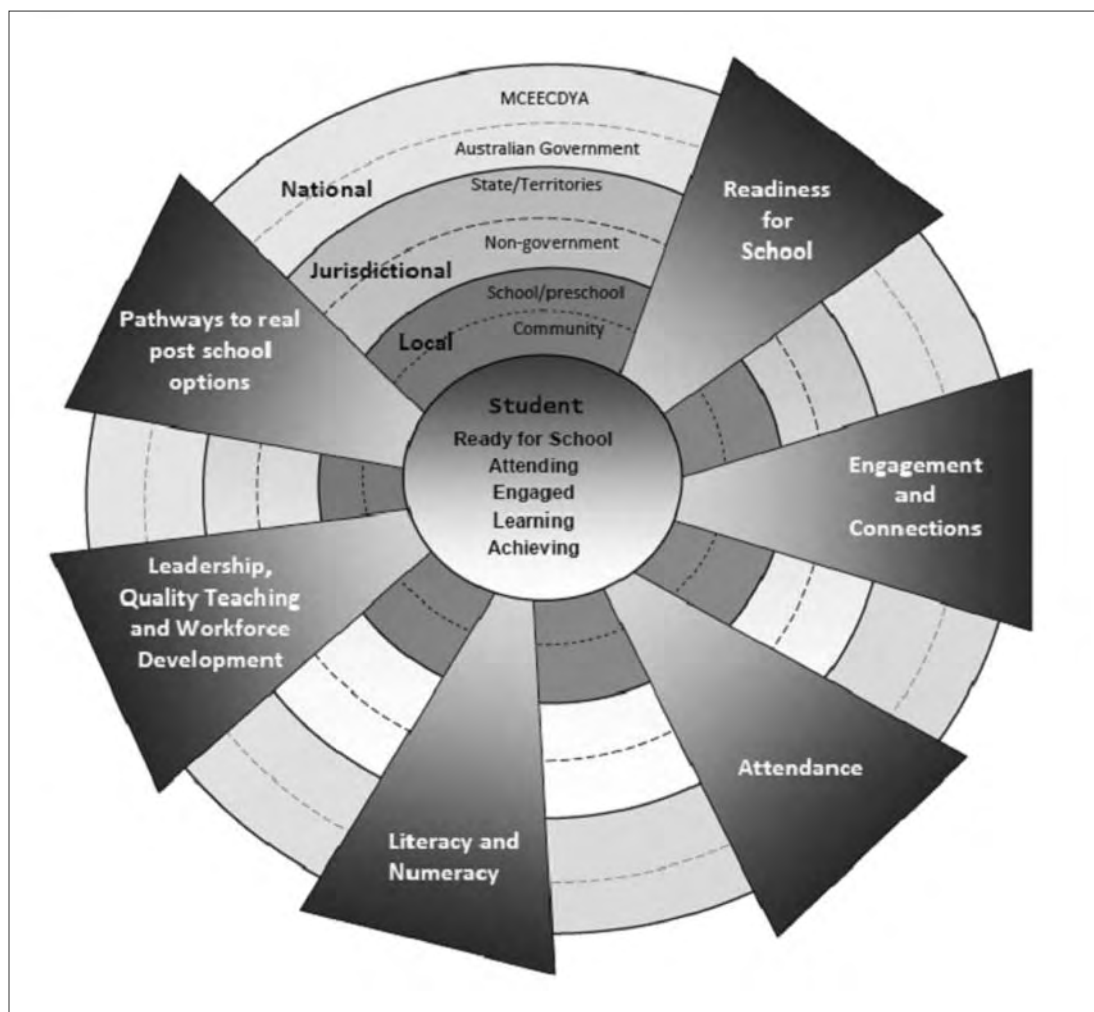 MCEECDYA
Australian Government
National
State/Territories
Non-government
Jurisdictional
School/preschool
Community
Local
Student
Ready for School
Attending
Engaged
Learning
Achieving
Readiness
for
School
Engagement
and
Connections
Attendance
Literacy and
Numeracy
Leadership,
Quality Teaching
and Workforce
Development
Pathways to real
post school
options